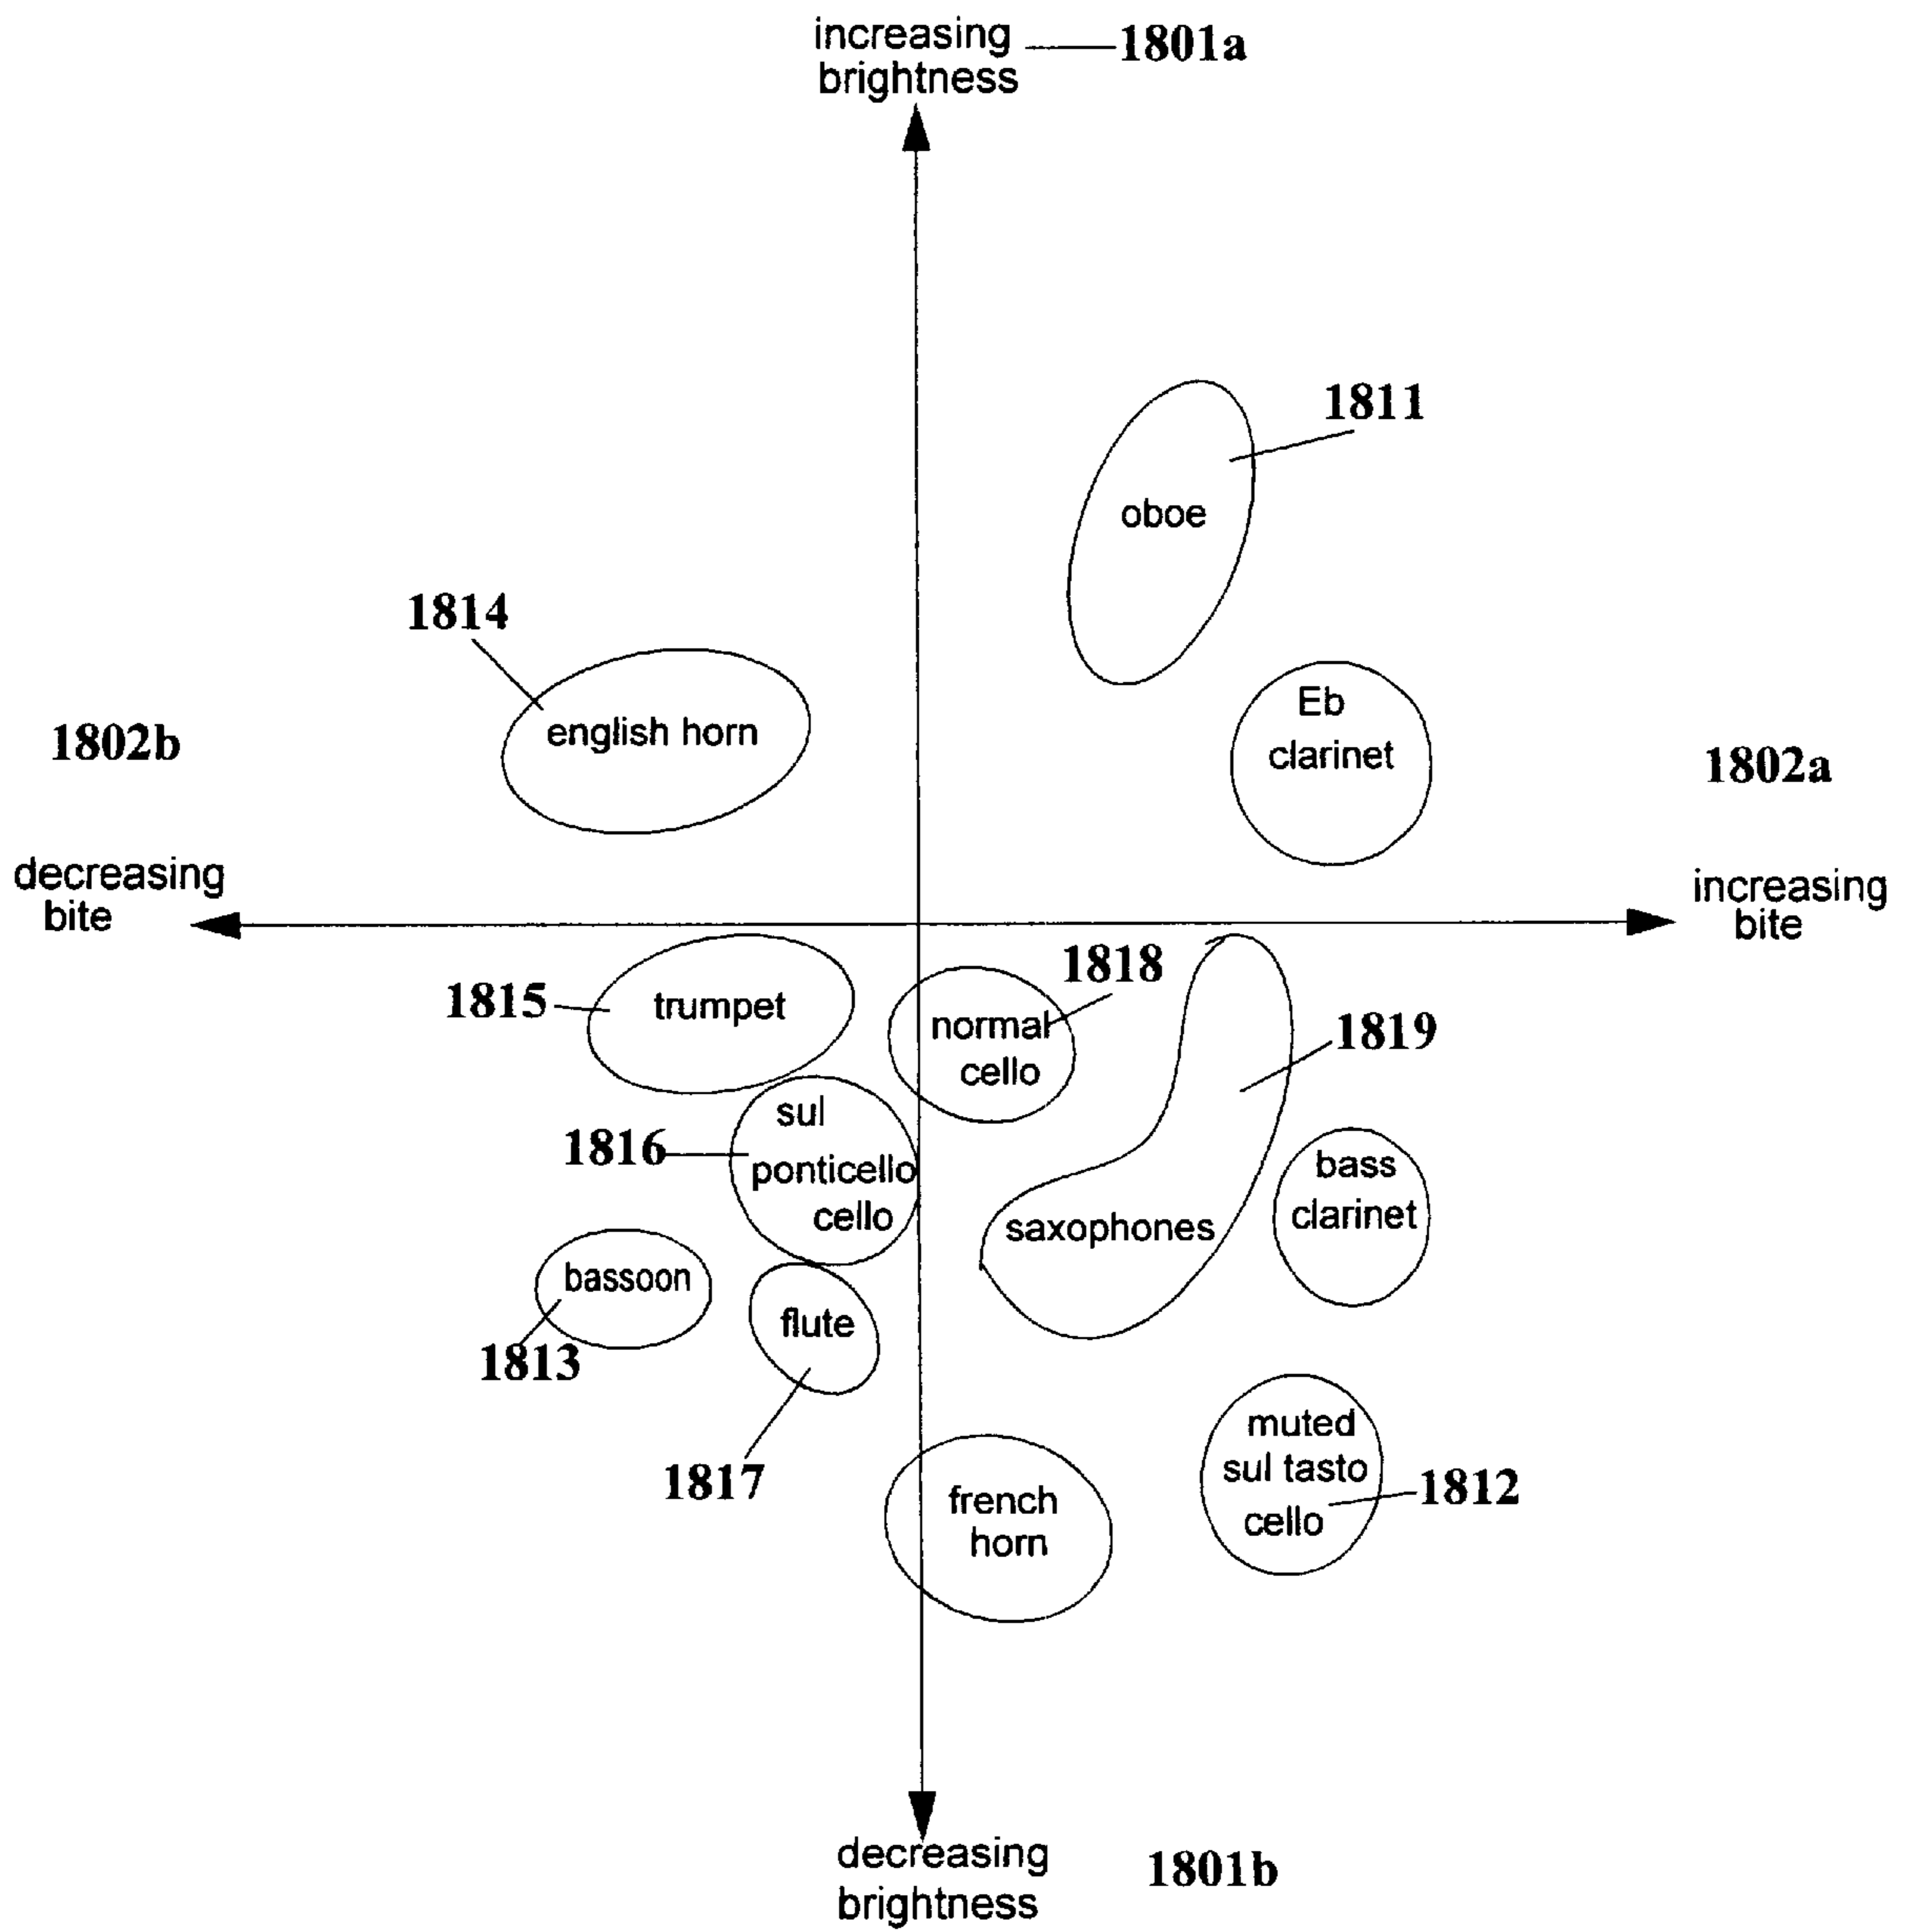 increasing
brightness
1801a
1811
oboe
1814
english horn
Eb
clarinet
1802b
1802a
decreasing
bite
increasing
bite
1815
trumpet
1818
normal
cello
1819
sul
ponticello
cello
1816
saxophones
bass
clarinet
bassoon
1813
flute
1817
french
horn
muted
sul tasto
cello
1812
decreasing
brightness
1801b